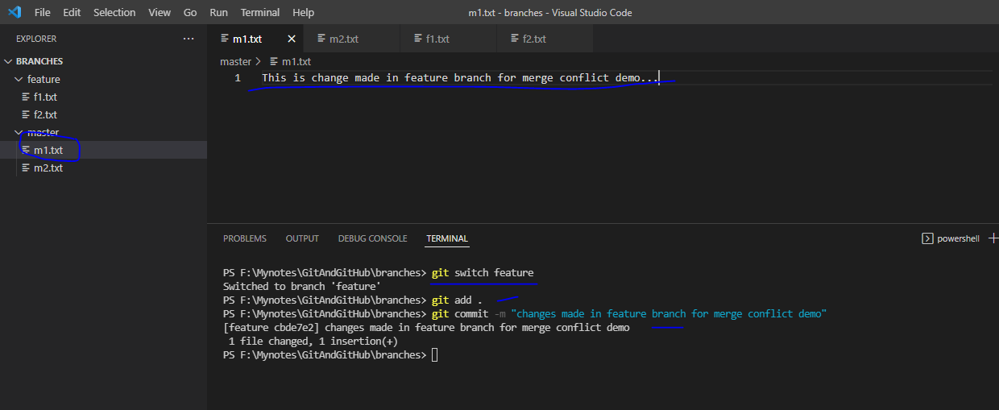 File Edit Selection View Go Run Terminal Help
m1.txt - branches - Visual Studio Code
EXPLORER
...
BRANCHES
feature
f1.txt
f2.txt
master
m1.txt
m2.txt
m1.txt
m2.txt
f1.txt
f2.txt
master > m1.txt
1 This is change made in feature branch for merge conflict demo...
PROBLEMS OUTPUT DEBUG CONSOLE TERMINAL
powershell
PS F:\Mynotes\GitAndGitHub\branches> git switch feature
Switched to branch 'feature'
PS F:\Mynotes\GitAndGitHub\branches> git add .
PS F:\Mynotes\GitAndGitHub\branches> git commit -m "changes made in feature branch for merge conflict demo"
[feature cbde7e2] changes made in feature branch for merge conflict demo
1 file changed, 1 insertion(+)
PS F:\Mynotes\GitAndGitHub\branches>